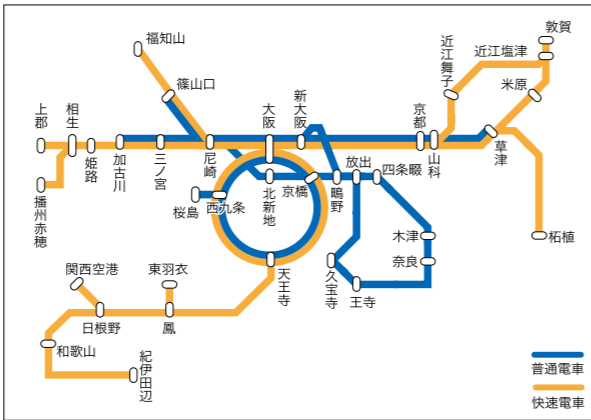 敦賀
福知山
近江塩津
近江舞子
米原
篠山口
新大阪
大阪
京都
上郡
相生
姫路
加古川
三ノ宮
尼崎
山科
草津
放出
四条畷
北新地
京橋
鴫野
桜島
西九条
木津
柘植
奈良
播州赤穂
関西空港
東羽衣
天王寺
久宝寺
王寺
日根野
鳳
和歌山
紀伊田辺
普通電車
快速電車